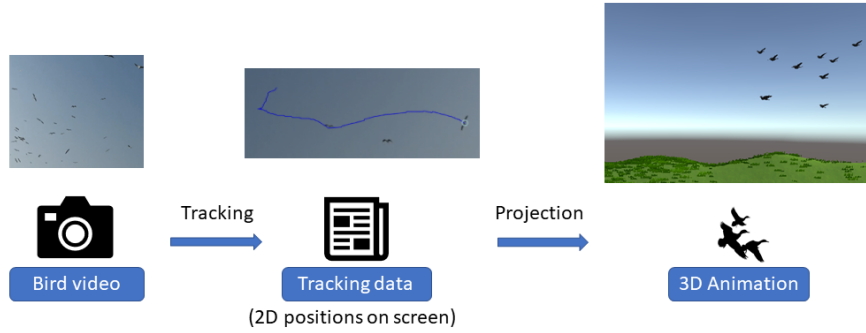 Tracking
Projection
Bird video
Tracking data
3D Animation
(2D positions on screen)